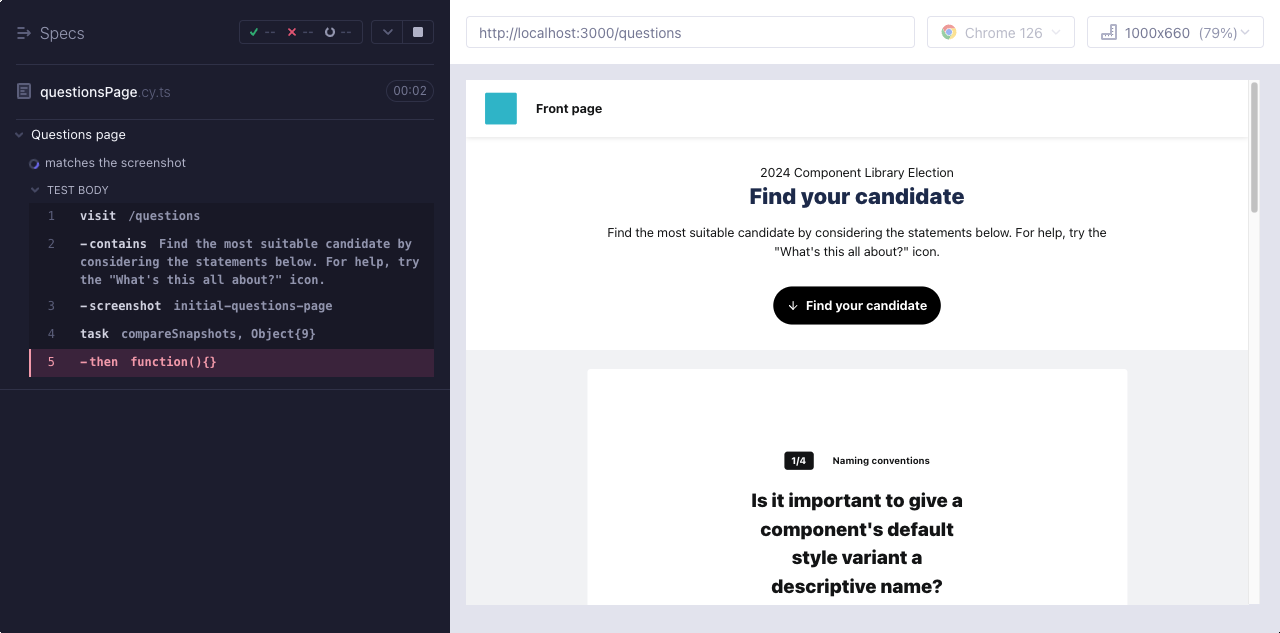 Specs
-- -- --
questionsPage.cy.ts
00:02
Questions page
matches the screenshot
TEST BODY
1 visit /questions
2 -contains Find the most suitable candidate by
considering the statements below. For help, try
the "What's this all about?" icon.
3 -screenshot initial-questions-page
4 task compareSnapshots, Object{9}
5 -then function(){}
http://localhost:3000/questions
Chrome 126
1000x660 (79%)
Front page
2024 Component Library Election
Find your candidate
Find the most suitable candidate by considering the statements below. For help, try the
"What's this all about?" icon.
↓ Find your candidate
1/4 Naming conventions
Is it important to give a
component's default
style variant a
descriptive name?